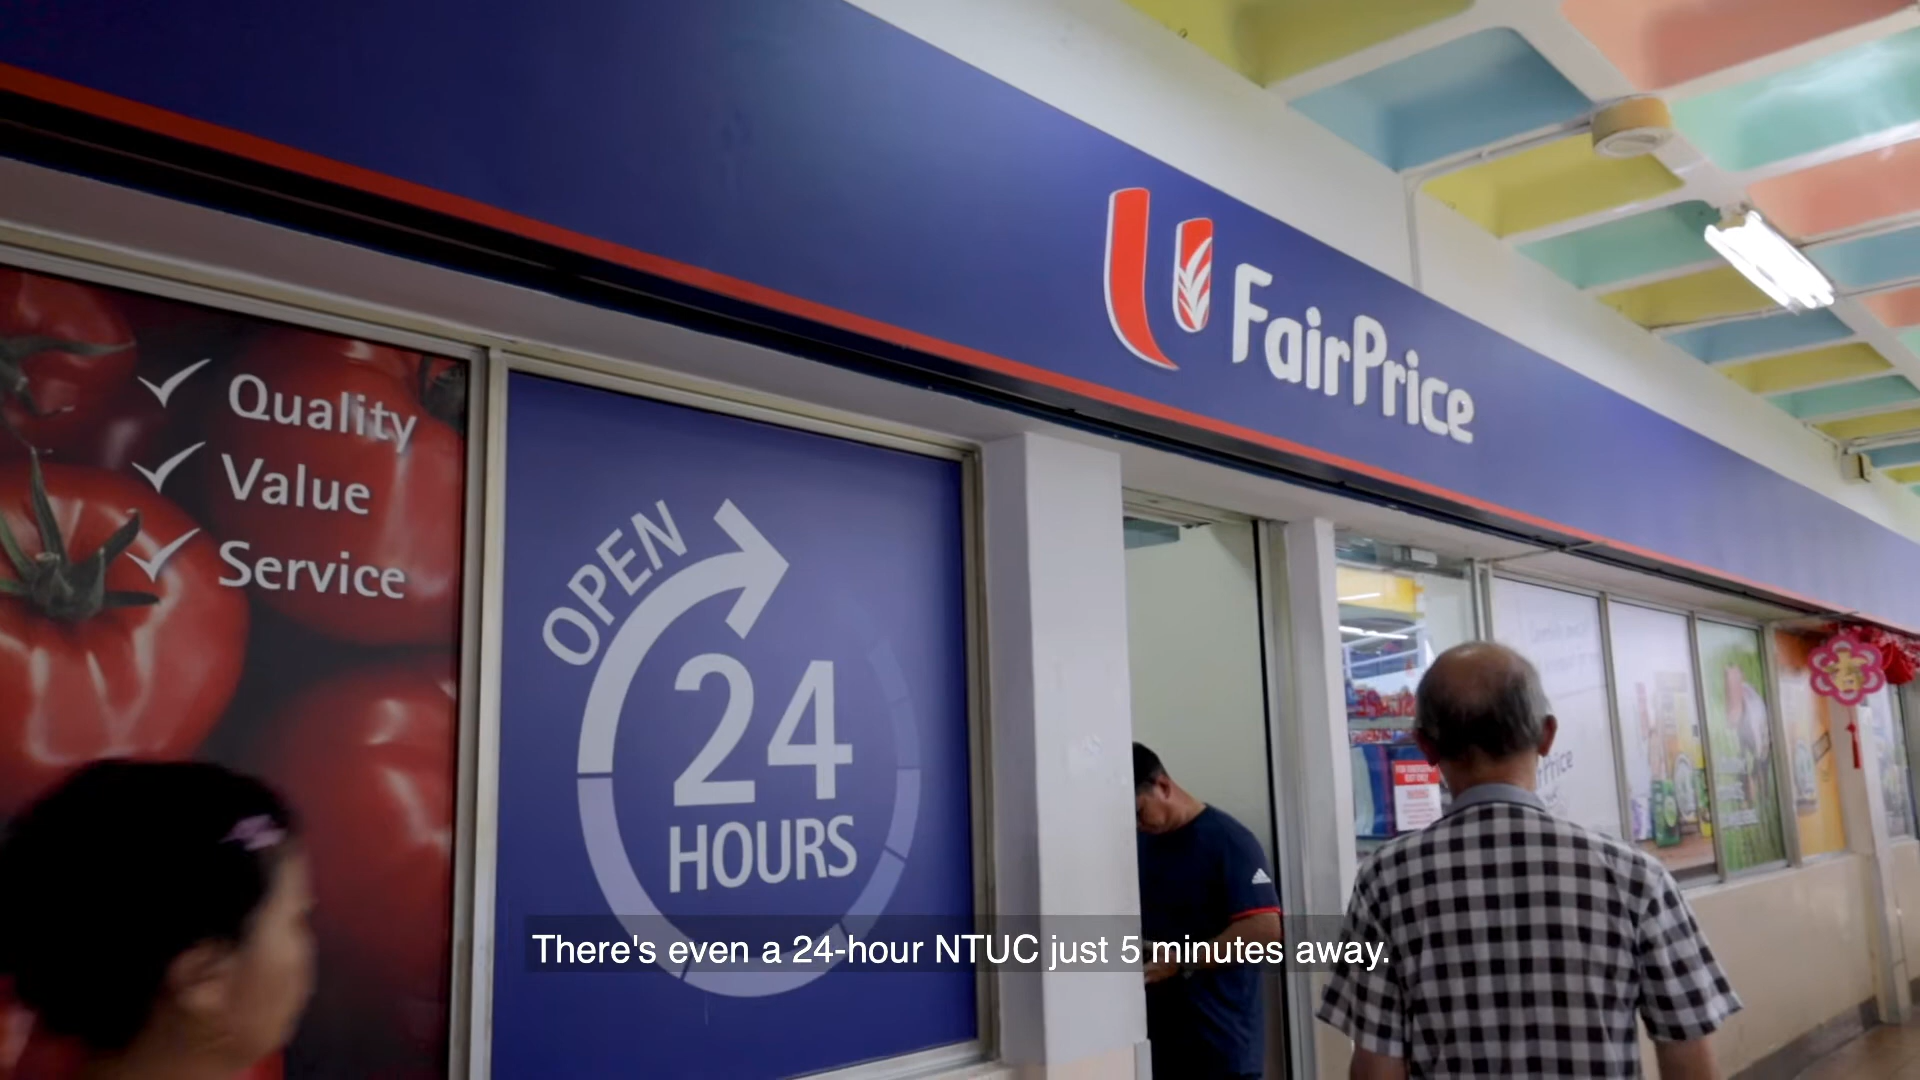 FairPrice
Quality
Value
Service
OPEN
24
HOURS
There's even a 24-hour NTUC just 5 minutes away.